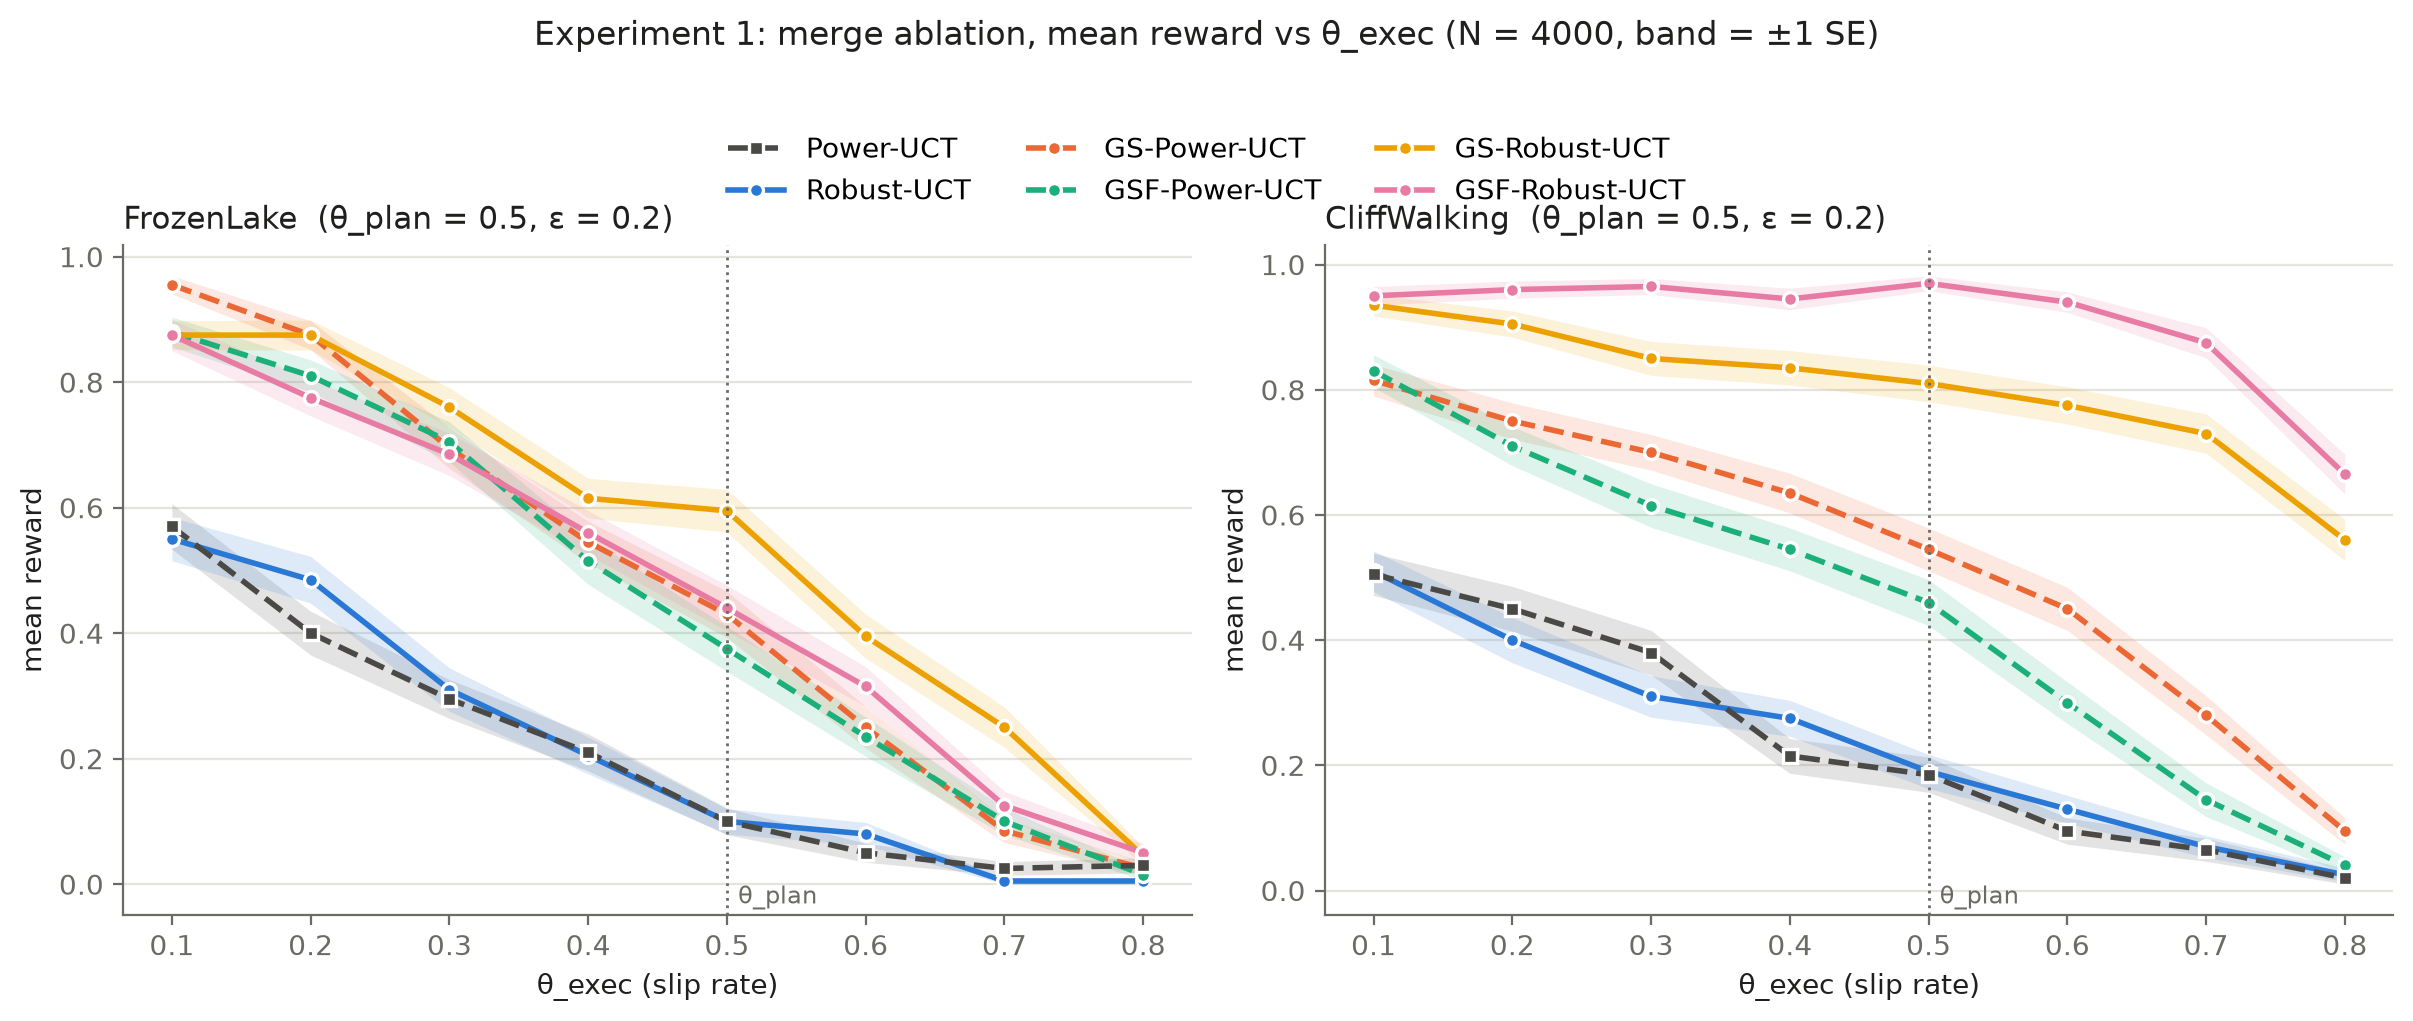 Experiment 1: merge ablation, mean reward vs θ_exec (N = 4000, band = ±1 SE)
Power-UCT
Robust-UCT
GS-Power-UCT
GSF-Power-UCT
GS-Robust-UCT
GSF-Robust-UCT
FrozenLake (θ_plan = 0.5, ε = 0.2)
mean reward
1.0
0.8
0.6
0.4
0.2
0.0
θ_plan
0.1 0.2 0.3 0.4 0.5 0.6 0.7 0.8
θ_exec (slip rate)
CliffWalking (θ_plan = 0.5, ε = 0.2)
mean reward
1.0
0.8
0.6
0.4
0.2
0.0
θ_plan
0.1 0.2 0.3 0.4 0.5 0.6 0.7 0.8
θ_exec (slip rate)